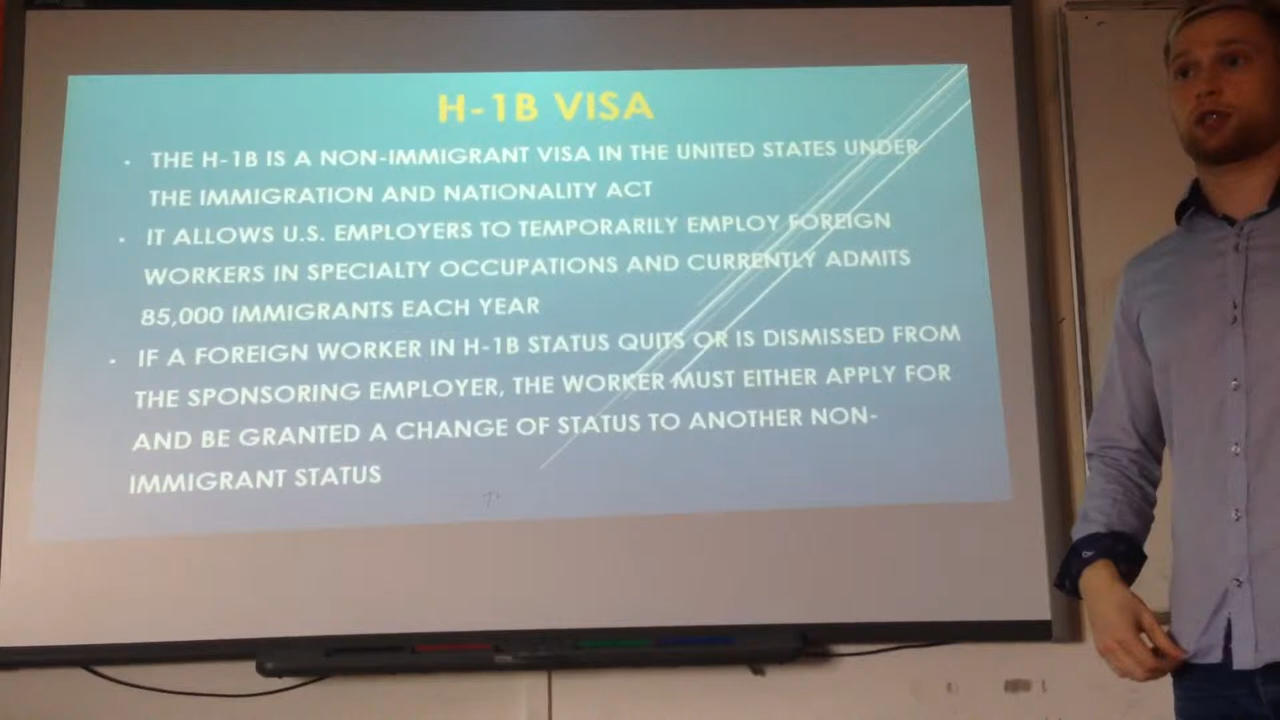 H-1B VISA
THE H-1B IS A NON-IMMIGRANT VISA IN THE UNITED STATES UNDER
THE IMMIGRATION AND NATIONALITY ACT
IT ALLOWS U.S. EMPLOYERS TO TEMPORARILY EMPLOY FOREIGN
WORKERS IN SPECIALTY OCCUPATIONS AND CURRENTLY ADMITS
85,000 IMMIGRANTS EACH YEAR
IF A FOREIGN WORKER IN H-1B STATUS QUITS OR IS DISMISSED FROM
THE SPONSORING EMPLOYER, THE WORKER MUST EITHER APPLY FOR
AND BE GRANTED A CHANGE OF STATUS TO ANOTHER NON-
IMMIGRANT STATUS